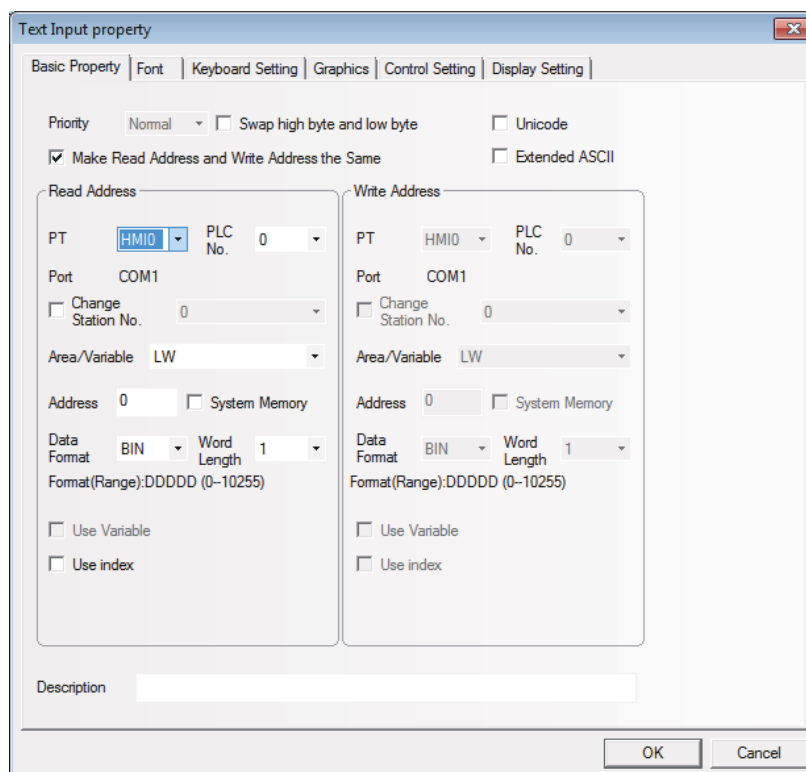 Text Input property
Basic Property Font Keyboard Setting Graphics Control Setting Display Setting
Priority Normal Swap high byte and low byte Unicode
Make Read Address and Write Address the Same Extended ASCII
Read Address Write Address
PT HMI0 PLC No. 0 PT HMI0 PLC No. 0
Port COM1 Port COM1
Change Station No. 0 Change Station No. 0
Area/Variable LW Area/Variable LW
Address 0 System Memory Address 0 System Memory
Data Format BIN Word Length 1 Data Format BIN Word Length 1
Format(Range):DDDDD (0--10255) Format(Range):DDDDD (0--10255)
Use Variable Use Variable
Use index Use index
Description
OK Cancel